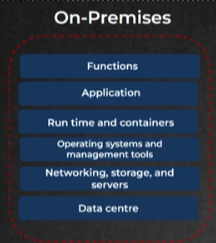 On-Premises
Functions
Application
Run time and containers
Operating systems and
management tools
Networking, storage, and
servers
Data centre